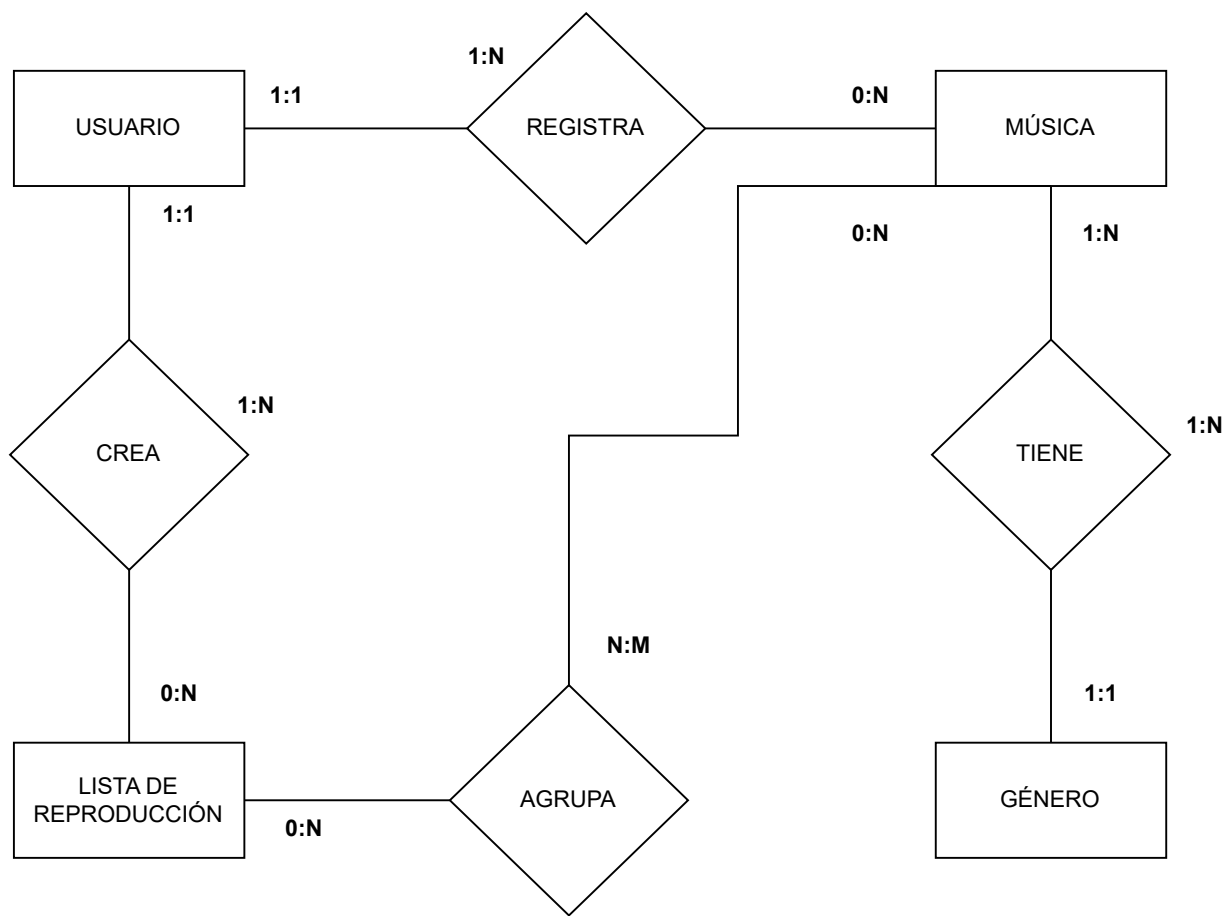 1:N
1:1
0:N
USUARIO
REGISTRA
MÚSICA
1:1
0:N
1:N
1:N
1:N
CREA
TIENE
N:M
0:N
1:1
LISTA DE
REPRODUCCIÓN
AGRUPA
GÉNERO
0:N